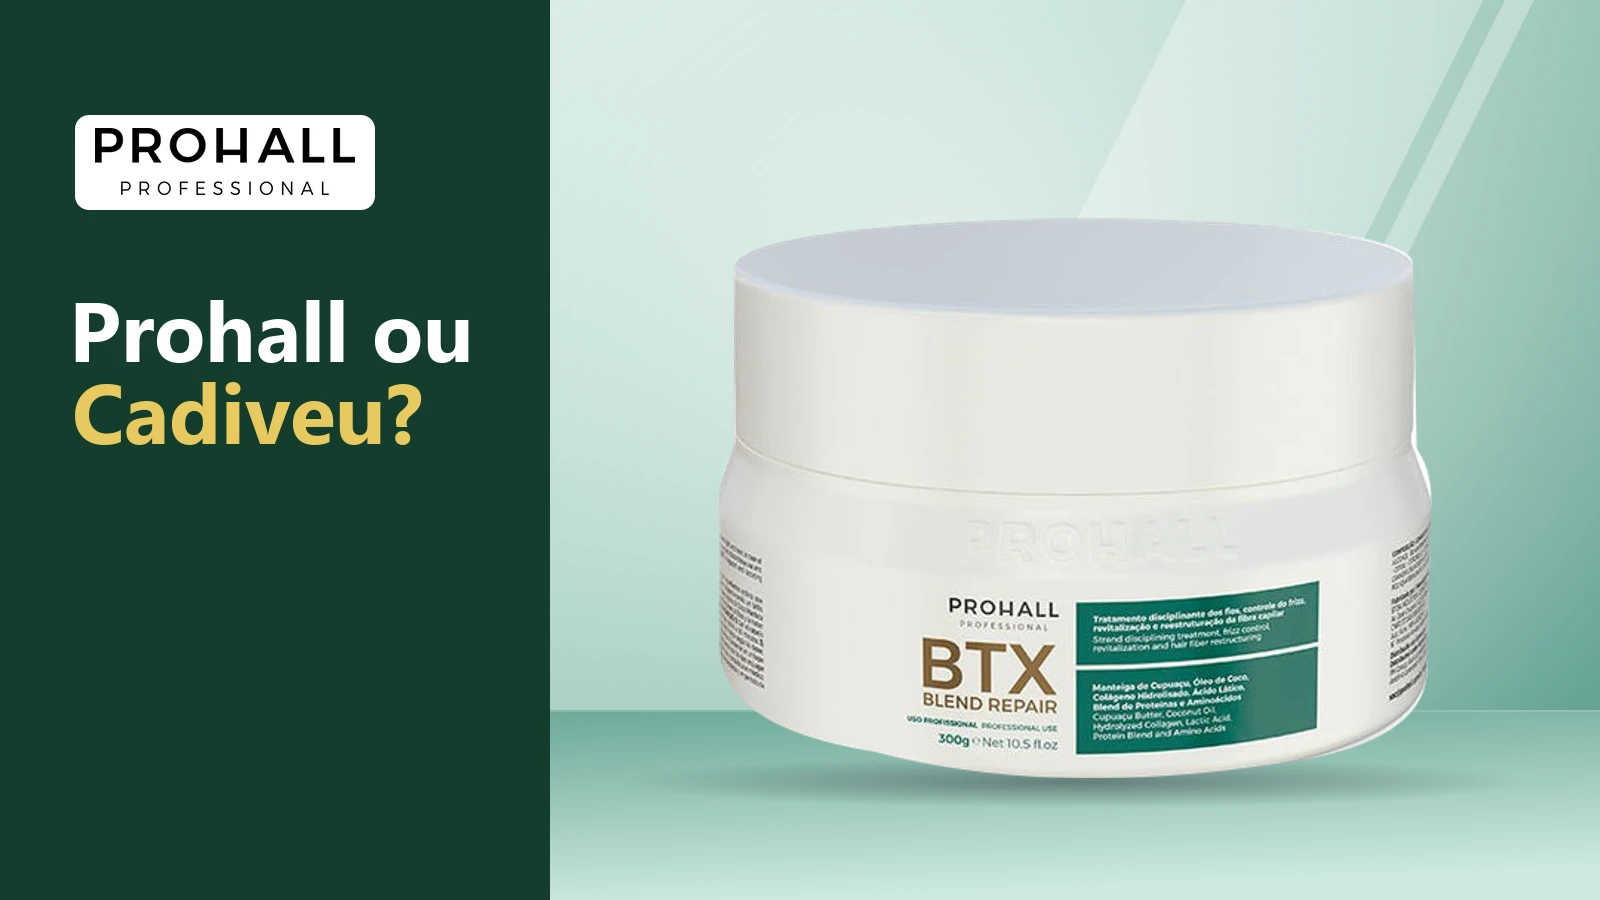 PROHALL
PROFESSIONAL
Prohall ou
Cadiveu?
PROHALL
PROHALL
PROFESSIONAL
BTX
BLEND REPAIR
USO PROFISSIONAL PROFESSIONAL USE
300g ℮ Net 10.5 fl.oz
Tratamento disciplinante dos fios, controle do frizz,
revitalização e reestruturação da fibra capilar
Strand disciplining treatment, frizz control,
revitalization and hair fiber restructuring
Manteiga de Cupuaçu, Óleo de Coco,
Colágeno Hidrolisado, Ácido Lático,
Blend de Proteínas e Aminoácidos
Cupuaçu Butter, Coconut Oil,
Hydrolyzed Collagen, Lactic Acid,
Protein Blend and Amino Acids